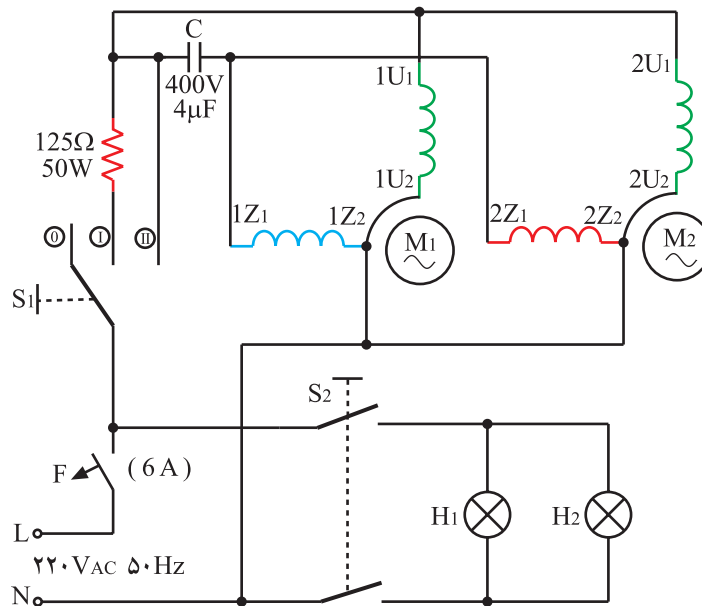 C
400V
4µF
1U1
2U1
125Ω
50W
1U2
2U2
1Z1 1Z2
2Z1 2Z2
0 I II
M1
M2
S1
S2
F (6A)
H1
H2
L
۲۲۰VAC ۵۰Hz
N